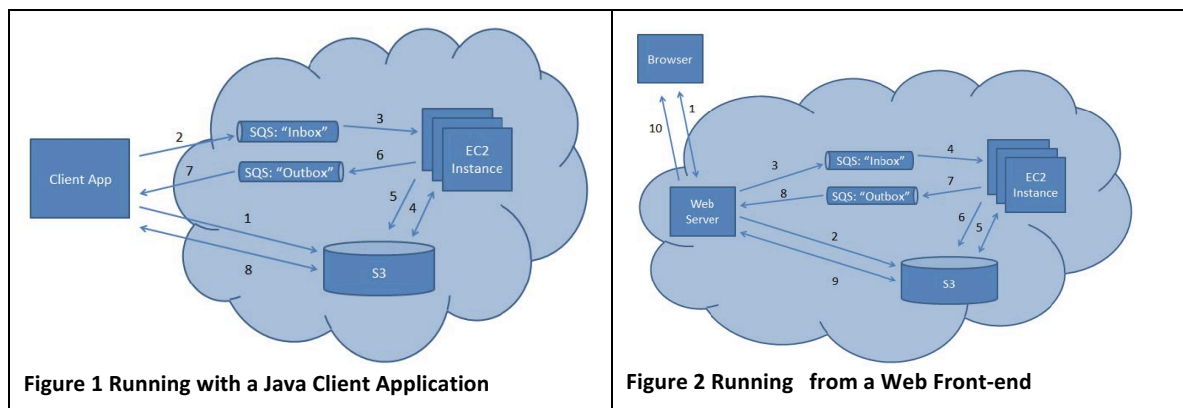 Client App
2
SQS: "Inbox"
3
SQS: "Outbox"
7
6
EC2
Instance
5
4
1
8
S3
Figure 1 Running with a Java Client Application
Browser
1
10
Web
Server
3
SQS: "Inbox"
4
8
SQS: "Outbox"
7
EC2
Instance
6
5
2
9
S3
Figure 2 Running from a Web Front-end